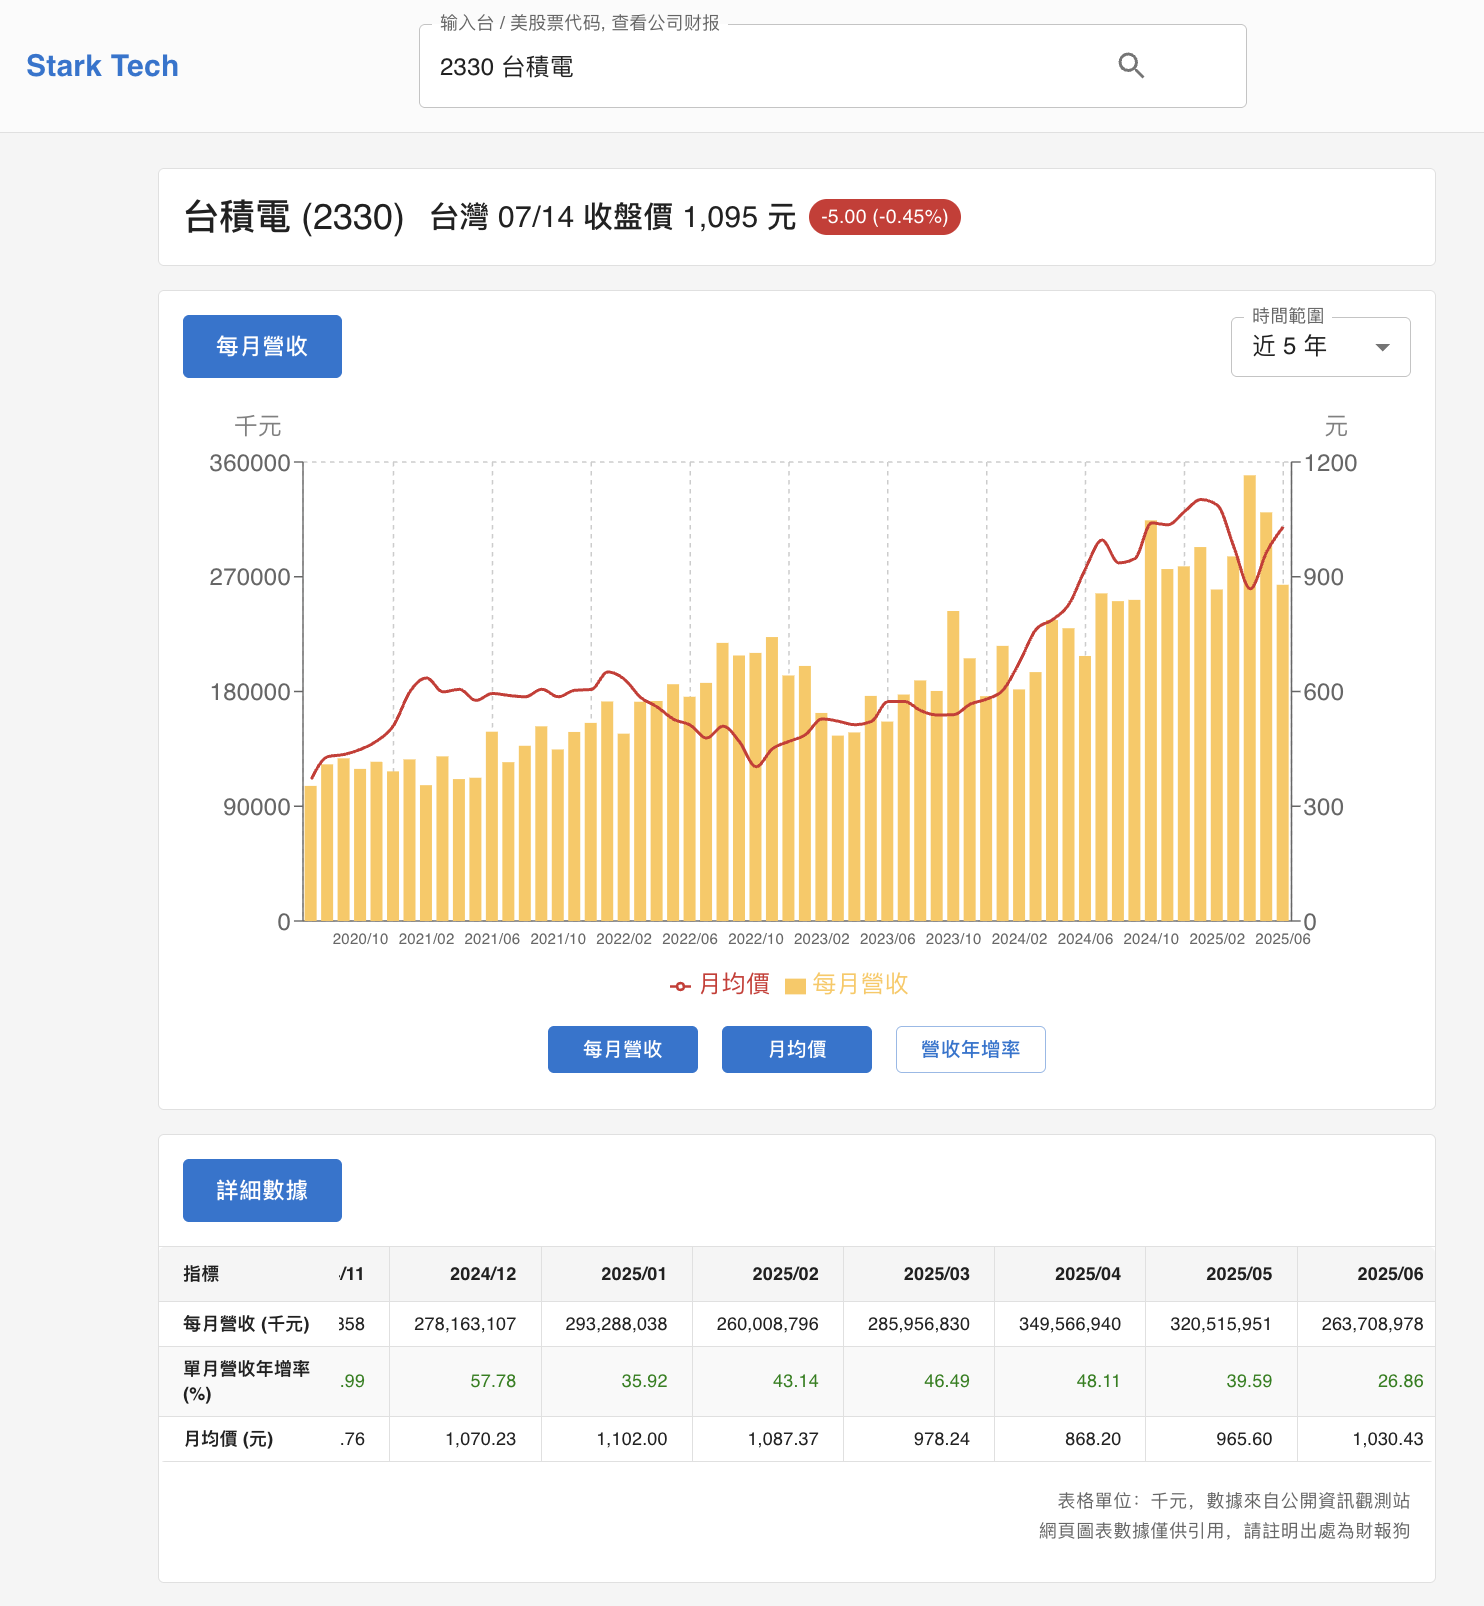 Stark Tech
输入台 / 美股票代码, 查看公司财报
2330 台積電
台積電 (2330) 台灣 07/14 收盤價 1,095 元 -5.00 (-0.45%)
每月營收
時間範圍
近 5 年
千元 元
360000 1200
270000 900
180000 600
90000 300
0 0
2020/10 2021/02 2021/06 2021/10 2022/02 2022/06 2022/10 2023/02 2023/06 2023/10 2024/02 2024/06 2024/10 2025/02 2025/06
月均價 每月營收
每月營收 月均價 營收年增率
詳細數據
指標 /11 2024/12 2025/01 2025/02 2025/03 2025/04 2025/05 2025/06
每月營收 (千元) 358 278,163,107 293,288,038 260,008,796 285,956,830 349,566,940 320,515,951 263,708,978
單月營收年增率
(%) .99 57.78 35.92 43.14 46.49 48.11 39.59 26.86
月均價 (元) .76 1,070.23 1,102.00 1,087.37 978.24 868.20 965.60 1,030.43
表格單位：千元，數據來自公開資訊觀測站
網頁圖表數據僅供引用，請註明出處為財報狗